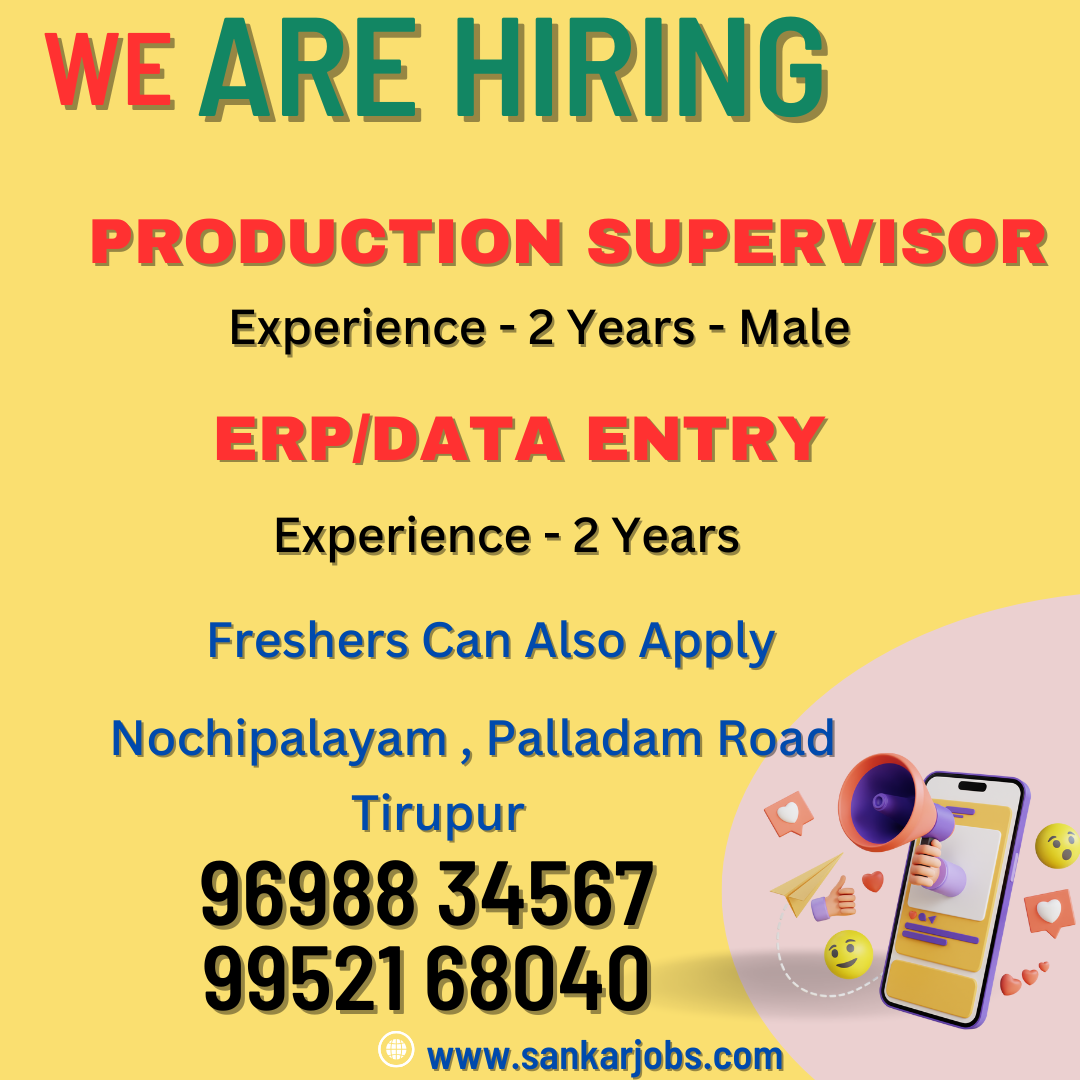 WE ARE HIRING
PRODUCTION SUPERVISOR
Experience - 2 Years - Male
ERP/DATA ENTRY
Experience - 2 Years
Freshers Can Also Apply
Nochipalayam , Palladam Road
Tirupur
96988 34567
99521 68040
www.sankarjobs.com